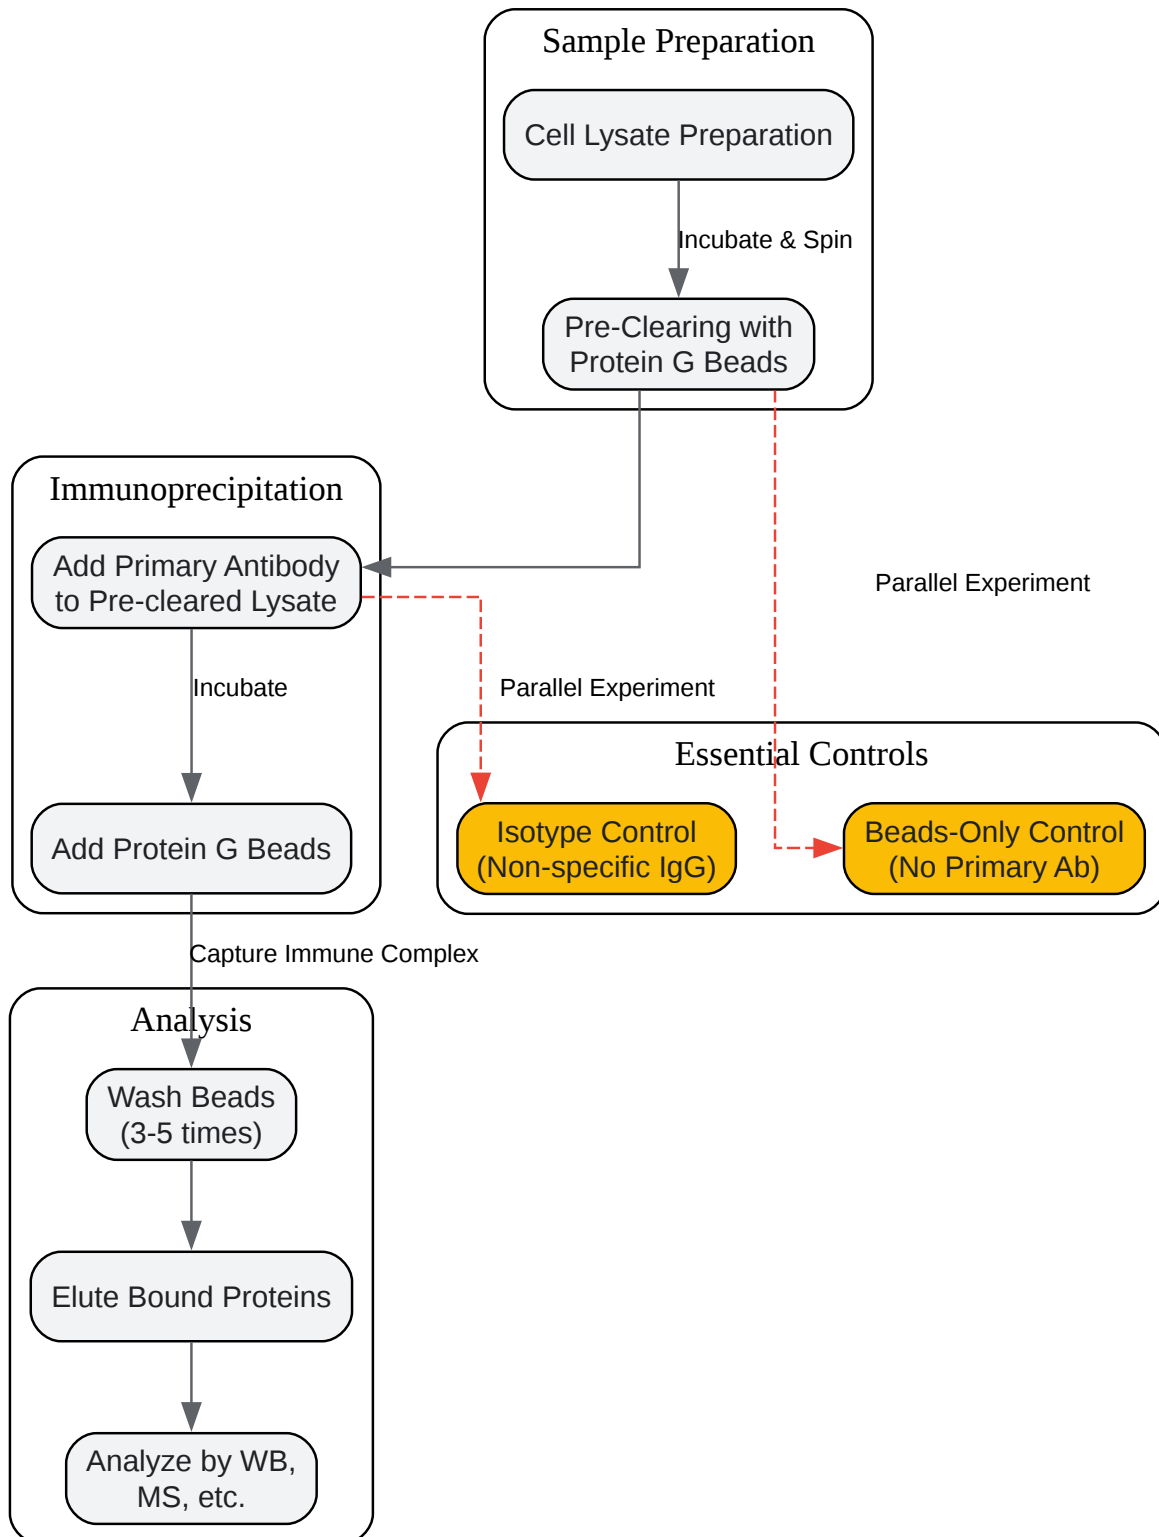 Sample Preparation
Cell Lysate Preparation
Incubate & Spin
Pre-Clearing with
Protein G Beads
Immunoprecipitation
Add Primary Antibody
to Pre-cleared Lysate
Parallel Experiment
Incubate
Parallel Experiment
Essential Controls
Add Protein G Beads
Isotype Control
(Non-specific IgG)
Beads-Only Control
(No Primary Ab)
Capture Immune Complex
Analysis
Wash Beads
(3-5 times)
Elute Bound Proteins
Analyze by WB,
MS, etc.